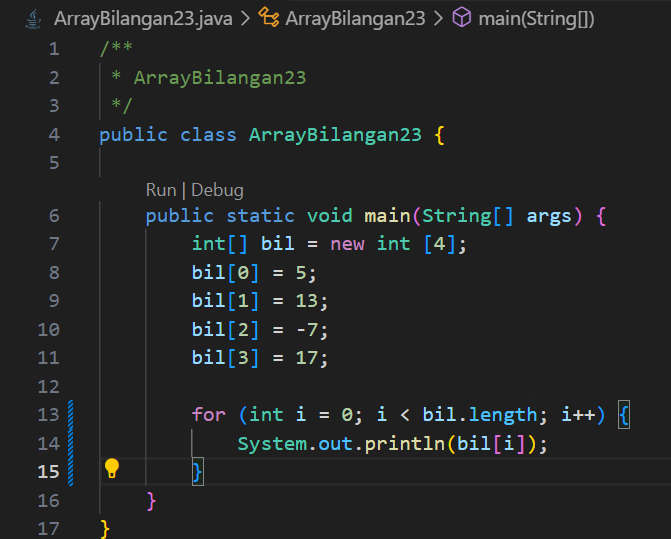 ArrayBilangan23.java > ArrayBilangan23 > main(String[])
1 /**
2 * ArrayBilangan23
3 */
4 public class ArrayBilangan23 {
5
Run | Debug
6 public static void main(String[] args) {
7 int[] bil = new int [4];
8 bil[0] = 5;
9 bil[1] = 13;
10 bil[2] = -7;
11 bil[3] = 17;
12
13 for (int i = 0; i < bil.length; i++) {
14 System.out.println(bil[i]);
15 }
16 }
17 }